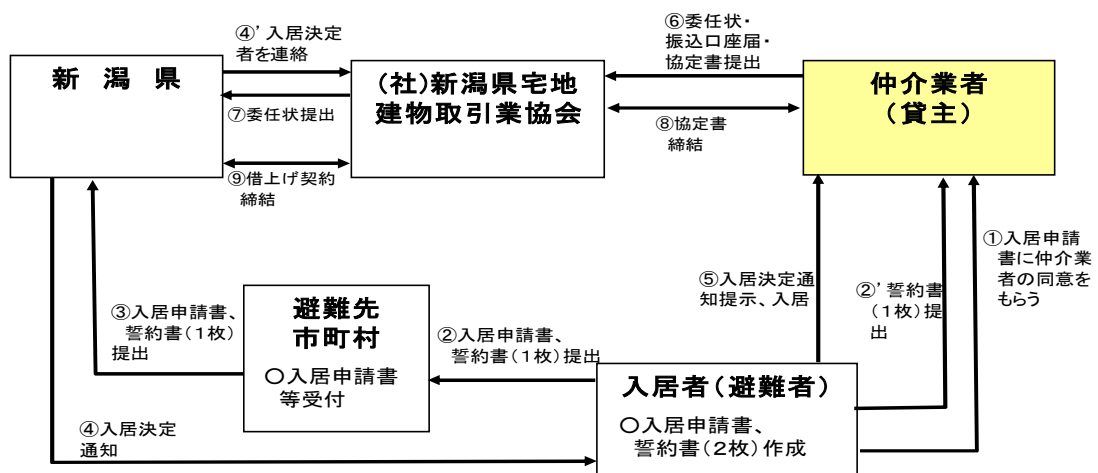 ④’入居決定
者を連絡
⑥委任状・
振込口座届・
協定書提出
新 潟 県
(社)新潟県宅地
建物取引業協会
仲介業者
(貸主)
⑦委任状提出
⑧協定書
締結
⑨借上げ契約
締結
①入居申請
書に仲介業
者の同意を
もらう
⑤入居決定通
知提示、入居
②’誓約書
(1枚)提
出
③入居申請書、
誓約書(1枚)
提出
避難先
市町村
○入居申請書
等受付
②入居申請書、
誓約書(1枚)提出
入居者(避難者)
○入居申請書、
誓約書(2枚)作成
④入居決定
通知